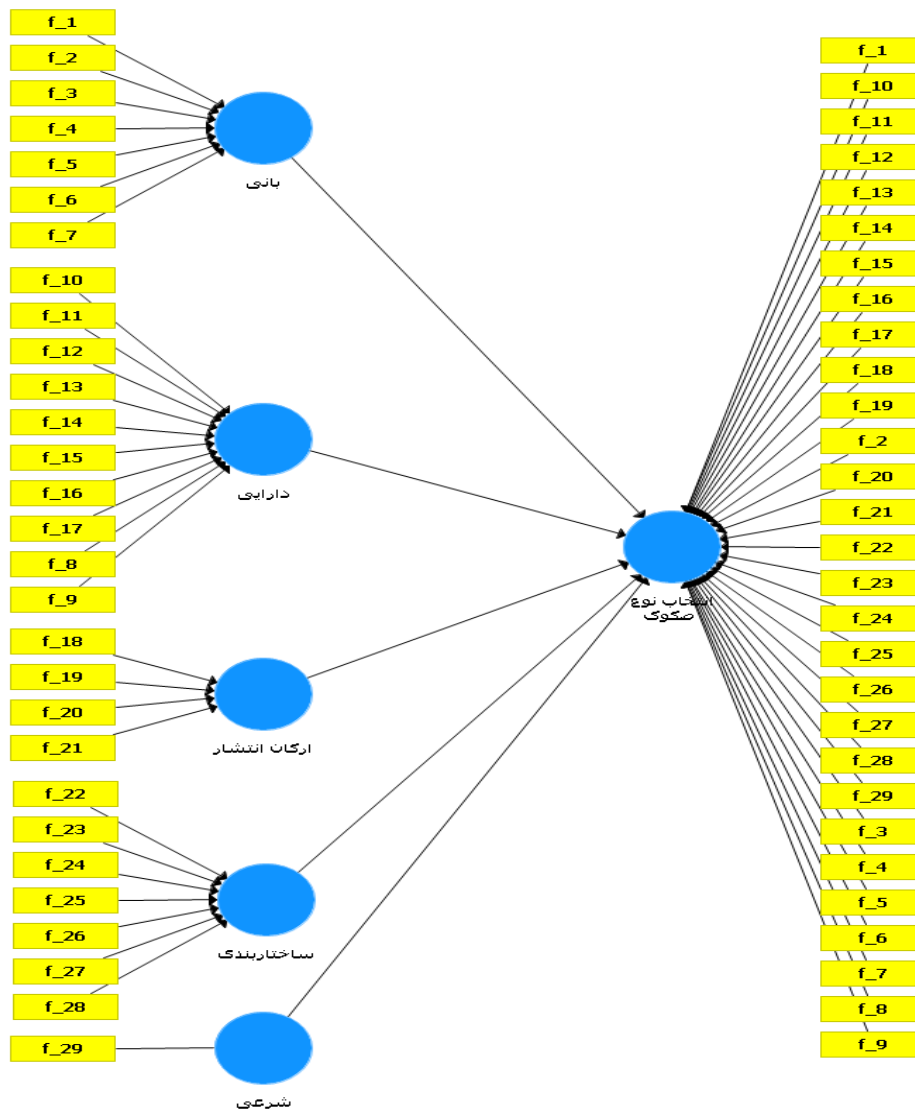 f_1
f_2
f_3
f_4
f_5
f_6
f_7
بانی
f_10
f_11
f_12
f_13
f_14
f_15
f_16
f_17
f_8
f_9
دارایی
f_18
f_19
f_20
f_21
ارکان انتشار
f_22
f_23
f_24
f_25
f_26
f_27
f_28
ساختاربندی
f_29
شرعی
انتخاب نوع
صکوک
f_1
f_10
f_11
f_12
f_13
f_14
f_15
f_16
f_17
f_18
f_19
f_2
f_20
f_21
f_22
f_23
f_24
f_25
f_26
f_27
f_28
f_29
f_3
f_4
f_5
f_6
f_7
f_8
f_9